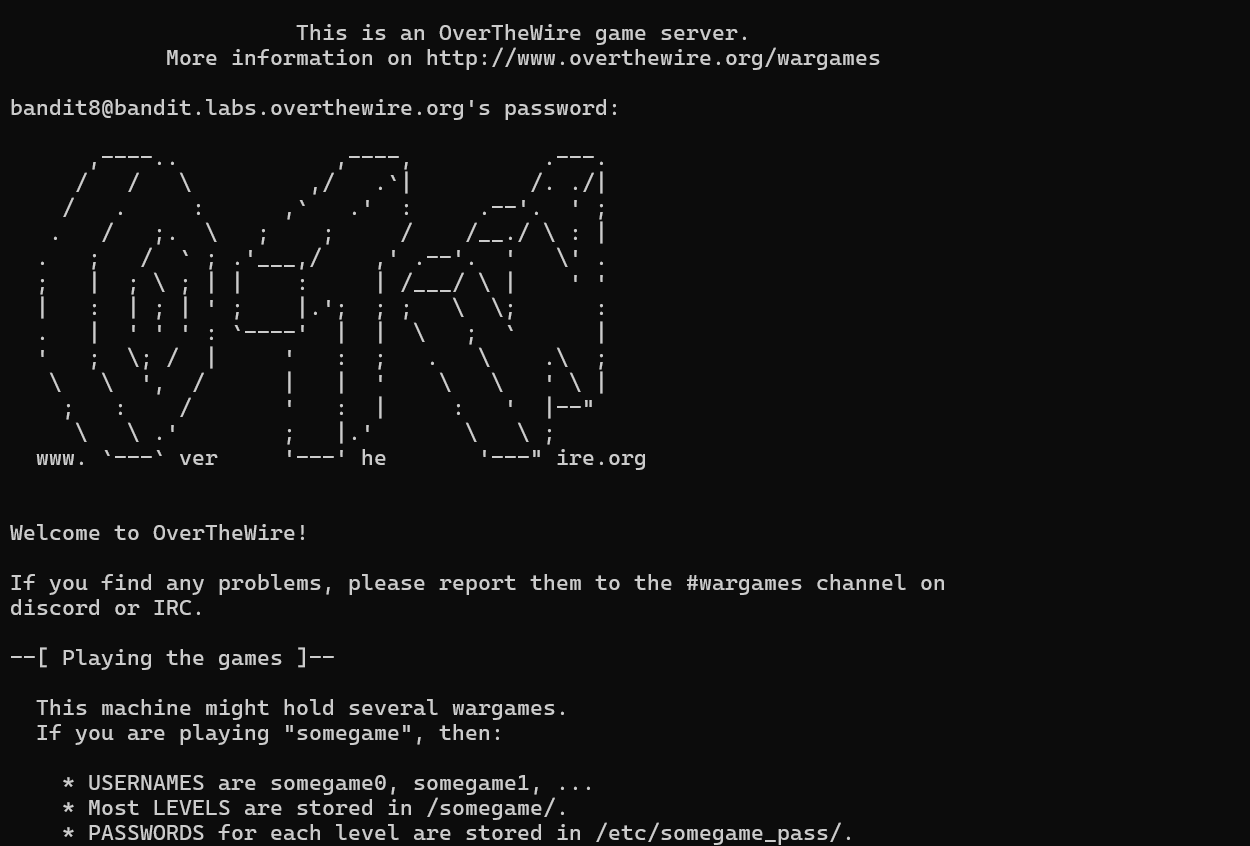 This is an OverTheWire game server.
More information on http://www.overthewire.org/wargames
bandit8@bandit.labs.overthewire.org's password:
www. ver he ire.org
Welcome to OverTheWire!
If you find any problems, please report them to the #wargames channel on
discord or IRC.
--[ Playing the games ]--
This machine might hold several wargames.
If you are playing "somegame", then:
* USERNAMES are somegame0, somegame1, ...
* Most LEVELS are stored in /somegame/.
* PASSWORDS for each level are stored in /etc/somegame_pass/.